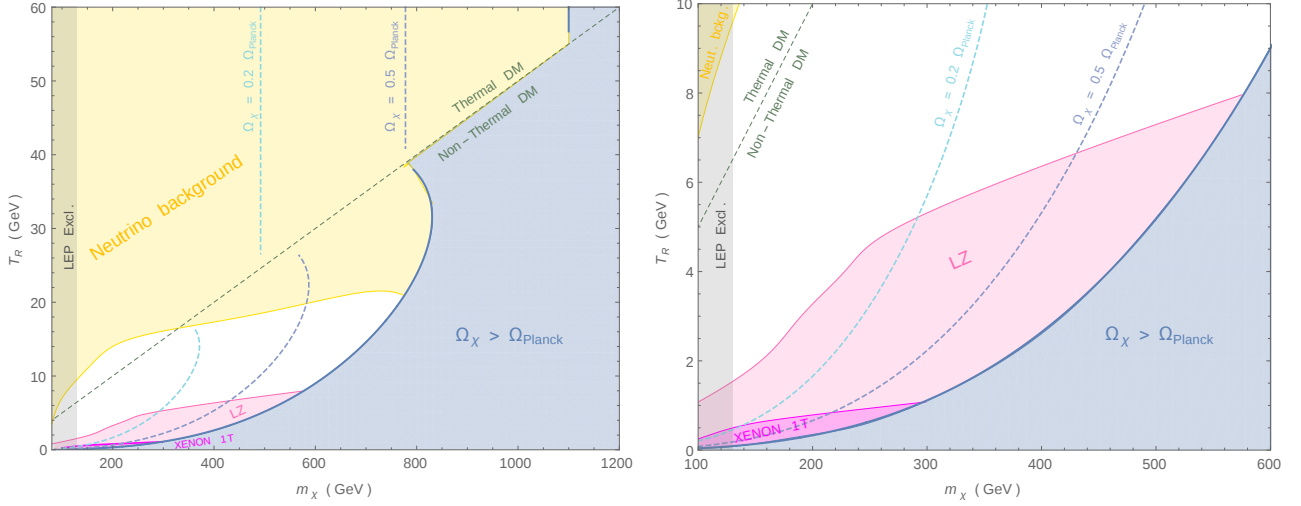 60
50
40
30
20
10
0
T_R ( GeV )
200
400
600
800
1000
1200
m_χ ( GeV )
LEP Excl.
Neutrino background
Ω_χ = 0.2 Ω_Planck
Ω_χ = 0.5 Ω_Planck
Thermal DM
Non-Thermal DM
Ω_χ > Ω_Planck
LZ
XENON 1T
10
8
6
4
2
0
T_R ( GeV )
100
200
300
400
500
600
m_χ ( GeV )
Neut. bckg.
LEP Excl.
Thermal DM
Non-Thermal DM
Ω_χ = 0.2 Ω_Planck
Ω_χ = 0.5 Ω_Planck
LZ
XENON 1T
Ω_χ > Ω_Planck